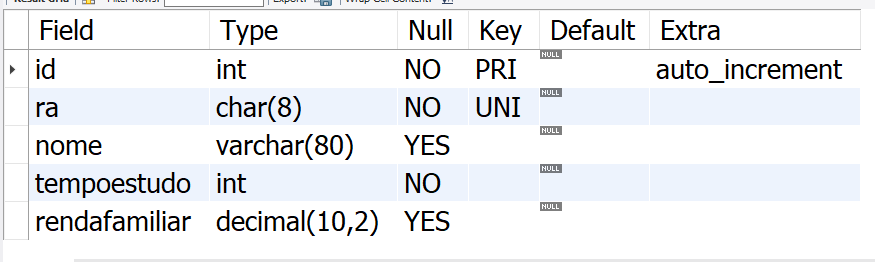 Result Grid Filter Rows: Export: Wrap Cell Content:
Field Type Null Key Default Extra
id int NO PRI NULL auto_increment
ra char(8) NO UNI NULL
nome varchar(80) YES NULL
tempoestudo int NO NULL
rendafamiliar decimal(10,2) YES NULL